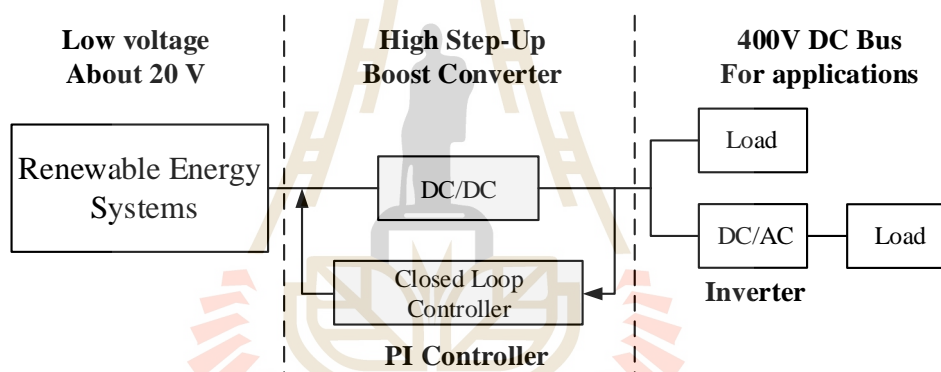 Low voltage
About 20 V
High Step-Up
Boost Converter
400V DC Bus
For applications
Renewable Energy
Systems
DC/DC
Load
DC/AC
Load
Inverter
Closed Loop
Controller
PI Controller